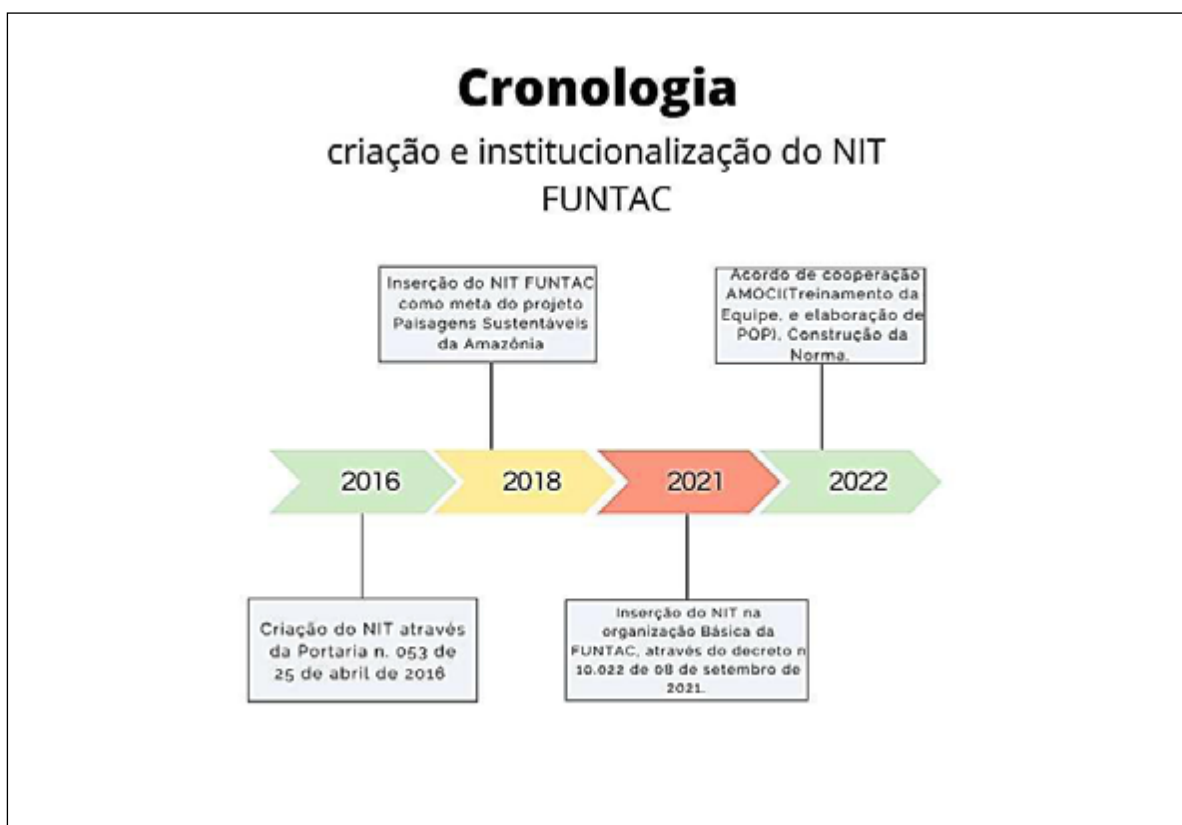 Cronologia
criação e institucionalização do NIT
FUNTAC
Inserção do NIT FUNTAC
como meta do projeto
Paisagens Sustentáveis
da Amazônia
Acordo de cooperação
AMOCI(Treinamento da
Equipe, e elaboração de
POP), Construção da
Norma.
2016
2018
2021
2022
Criação do NIT através
da Portaria n. 053 de
25 de abril de 2016
Inserção do NIT na
organização Básica da
FUNTAC, através do decreto n
10.022 de 08 de setembro de
2021.